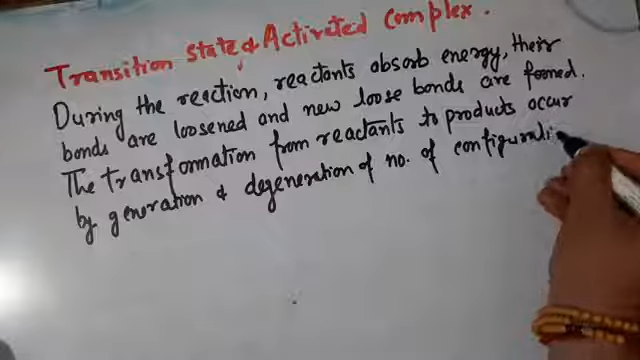 Transition state & Activated Complex.
During the reaction, reactants absorb energy, their
bonds are loosened and new loose bonds are formed.
The transformation from reactants to products occur
by generation & degeneration of no. of configurati